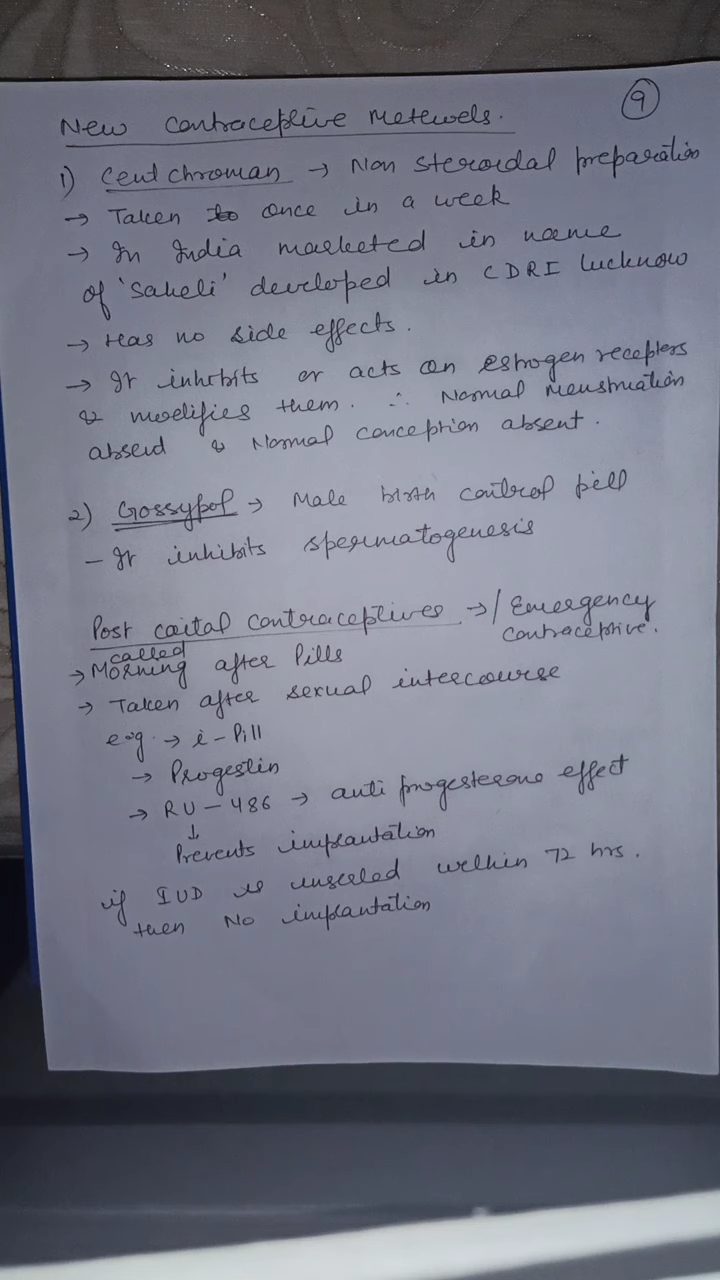 9
New Contraceptive Metewels.
1) Centchroman → Non steroidal preparation
→ Taken to once in a week
→ In India marketed in name
of 'Saheli' developed in CDRI lucknow
→ Has no side effects.
→ It inhibits or acts on estrogen recepters
& modifies them. ∴ Normal menstruation
absend & Normal conception absent.
2) Gossypol → Male birth control pill
- It inhibits spermatogenesis
Post coital contraceptives → / Emergency
contraceptive.
called
→ Morning after Pills
→ Taken after sexual intercourse
e.g. → i-Pill
→ Progestin
→ RU-486 → anti progesterone effect
↓
Prevents implantation
if IUD is inserted within 72 hrs.
then No implantation